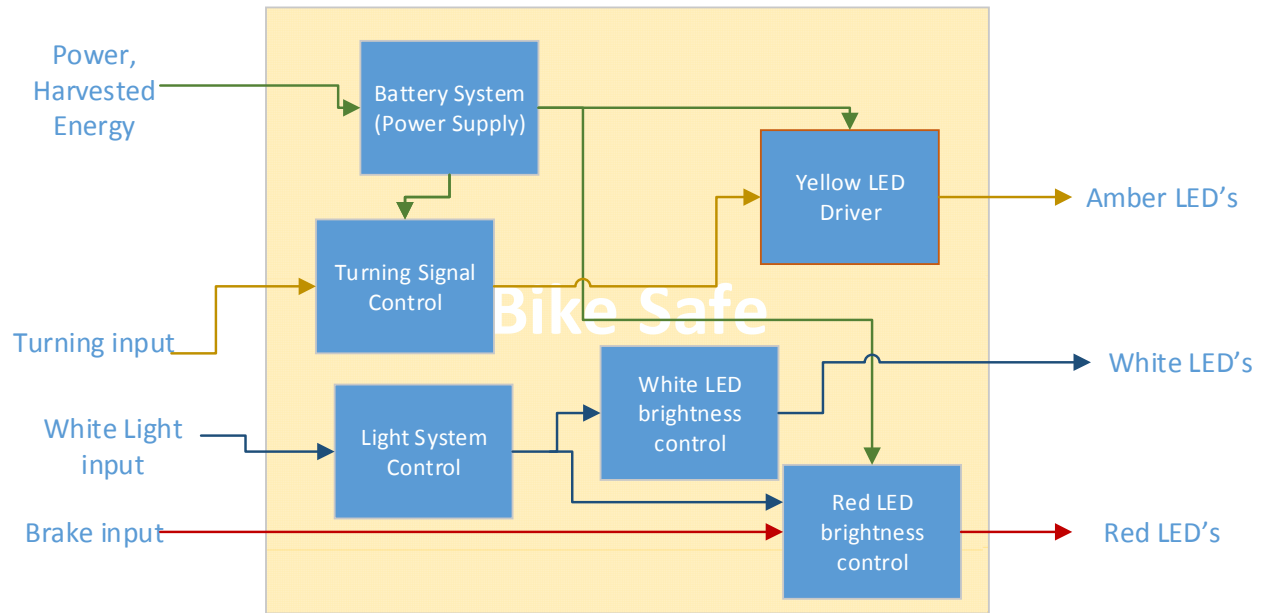 Power,
Harvested
Energy
Battery System
(Power Supply)
Yellow LED
Driver
Amber LED’s
Turning Signal
Control
Bike Safe
Turning input
White LED
brightness
control
White LED’s
White Light
input
Light System
Control
Brake input
Red LED
brightness
control
Red LED’s